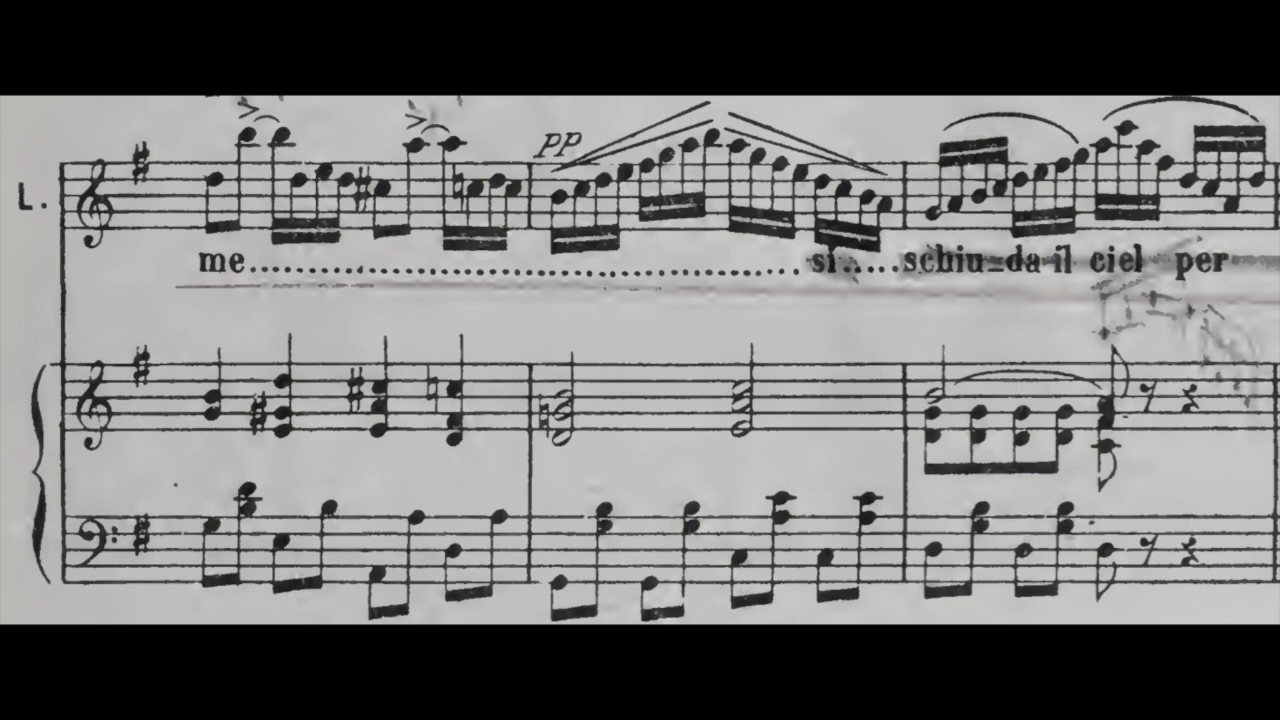 pp
L.
me.......... si..... schiu-da il ciel per